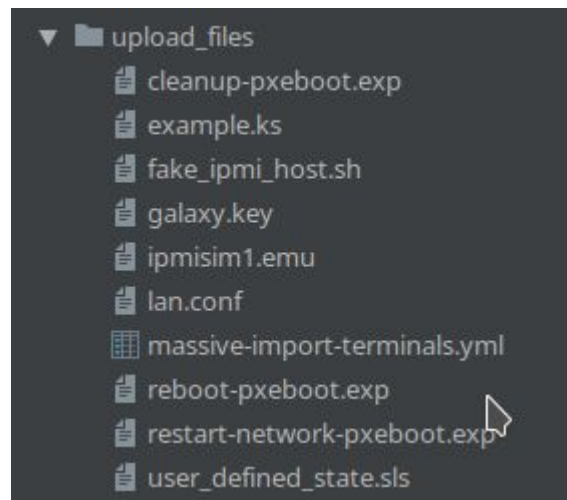 upload_files
cleanup-pxeboot.exp
example.ks
fake_ipmi_host.sh
galaxy.key
ipmisim1.emu
lan.conf
massive-import-terminals.yml
reboot-pxeboot.exp
restart-network-pxeboot.exp
user_defined_state.sls